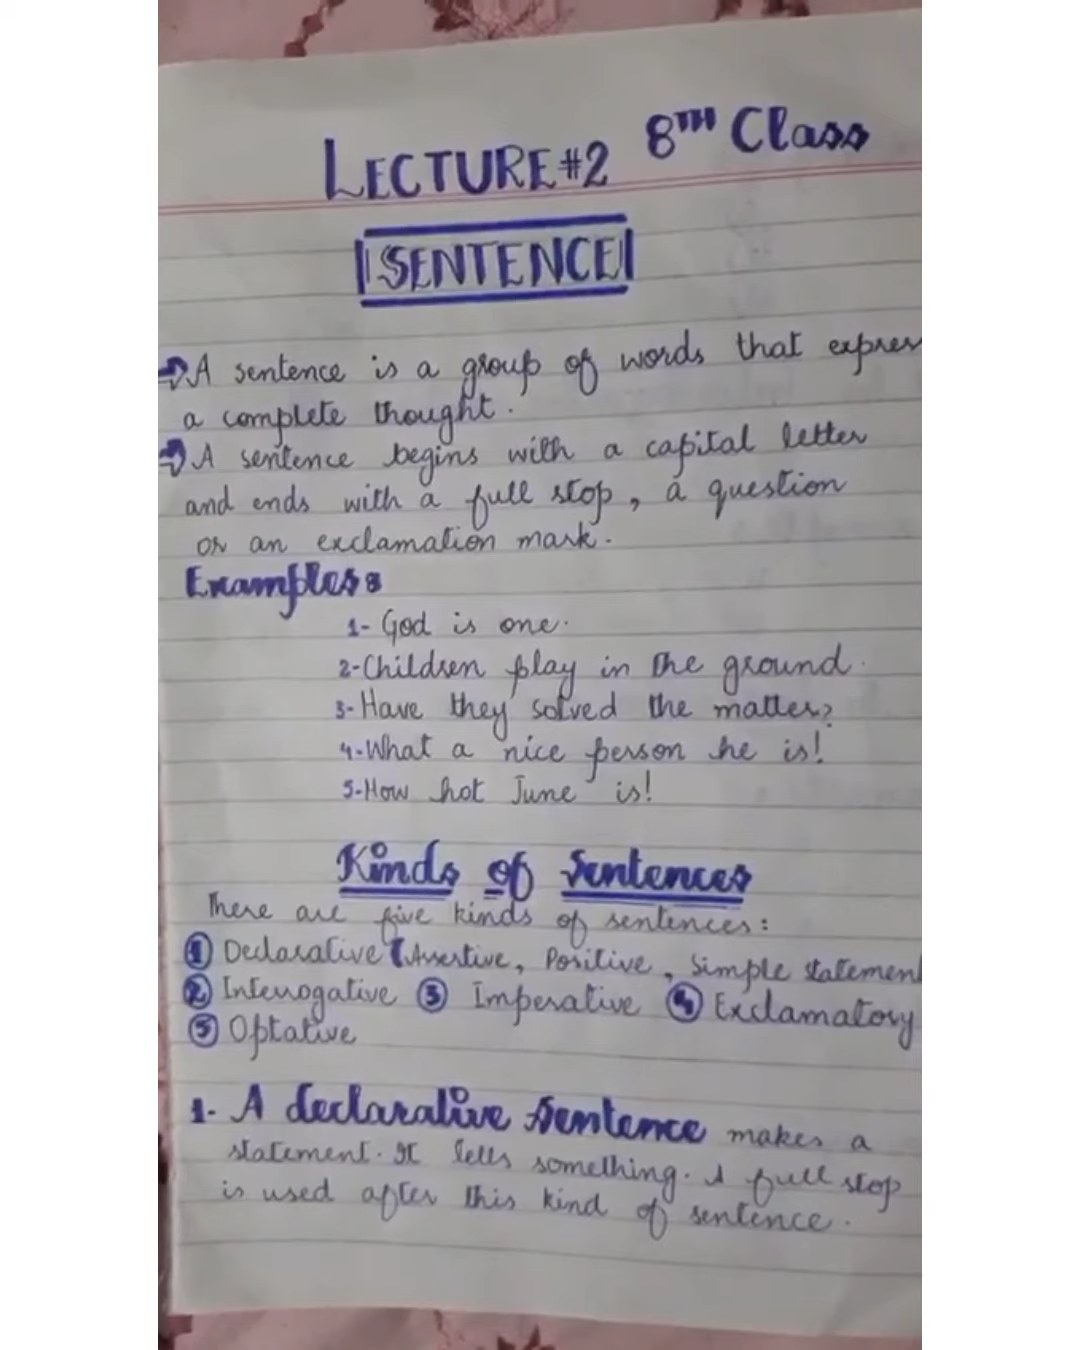 LECTURE#2 8TH Class
SENTENCE
A sentence is a group of words that expres
a complete thought.
A sentence begins with a capital letter
and ends with a full stop, a question
or an exclamation mark.
Examples:
1- God is one.
2- Children play in the ground.
3- Have they solved the matter?
4- What a nice person he is!
5- How hot June is!
Kinds of Sentences
There are five kinds of sentences:
① Declarative (Assertive, Positive, Simple statement
② Interrogative ③ Imperative ④ Exclamatory
⑤ Optative
1- A declarative Sentence makes a
statement. It tells something. A full stop
is used after this kind of sentence.